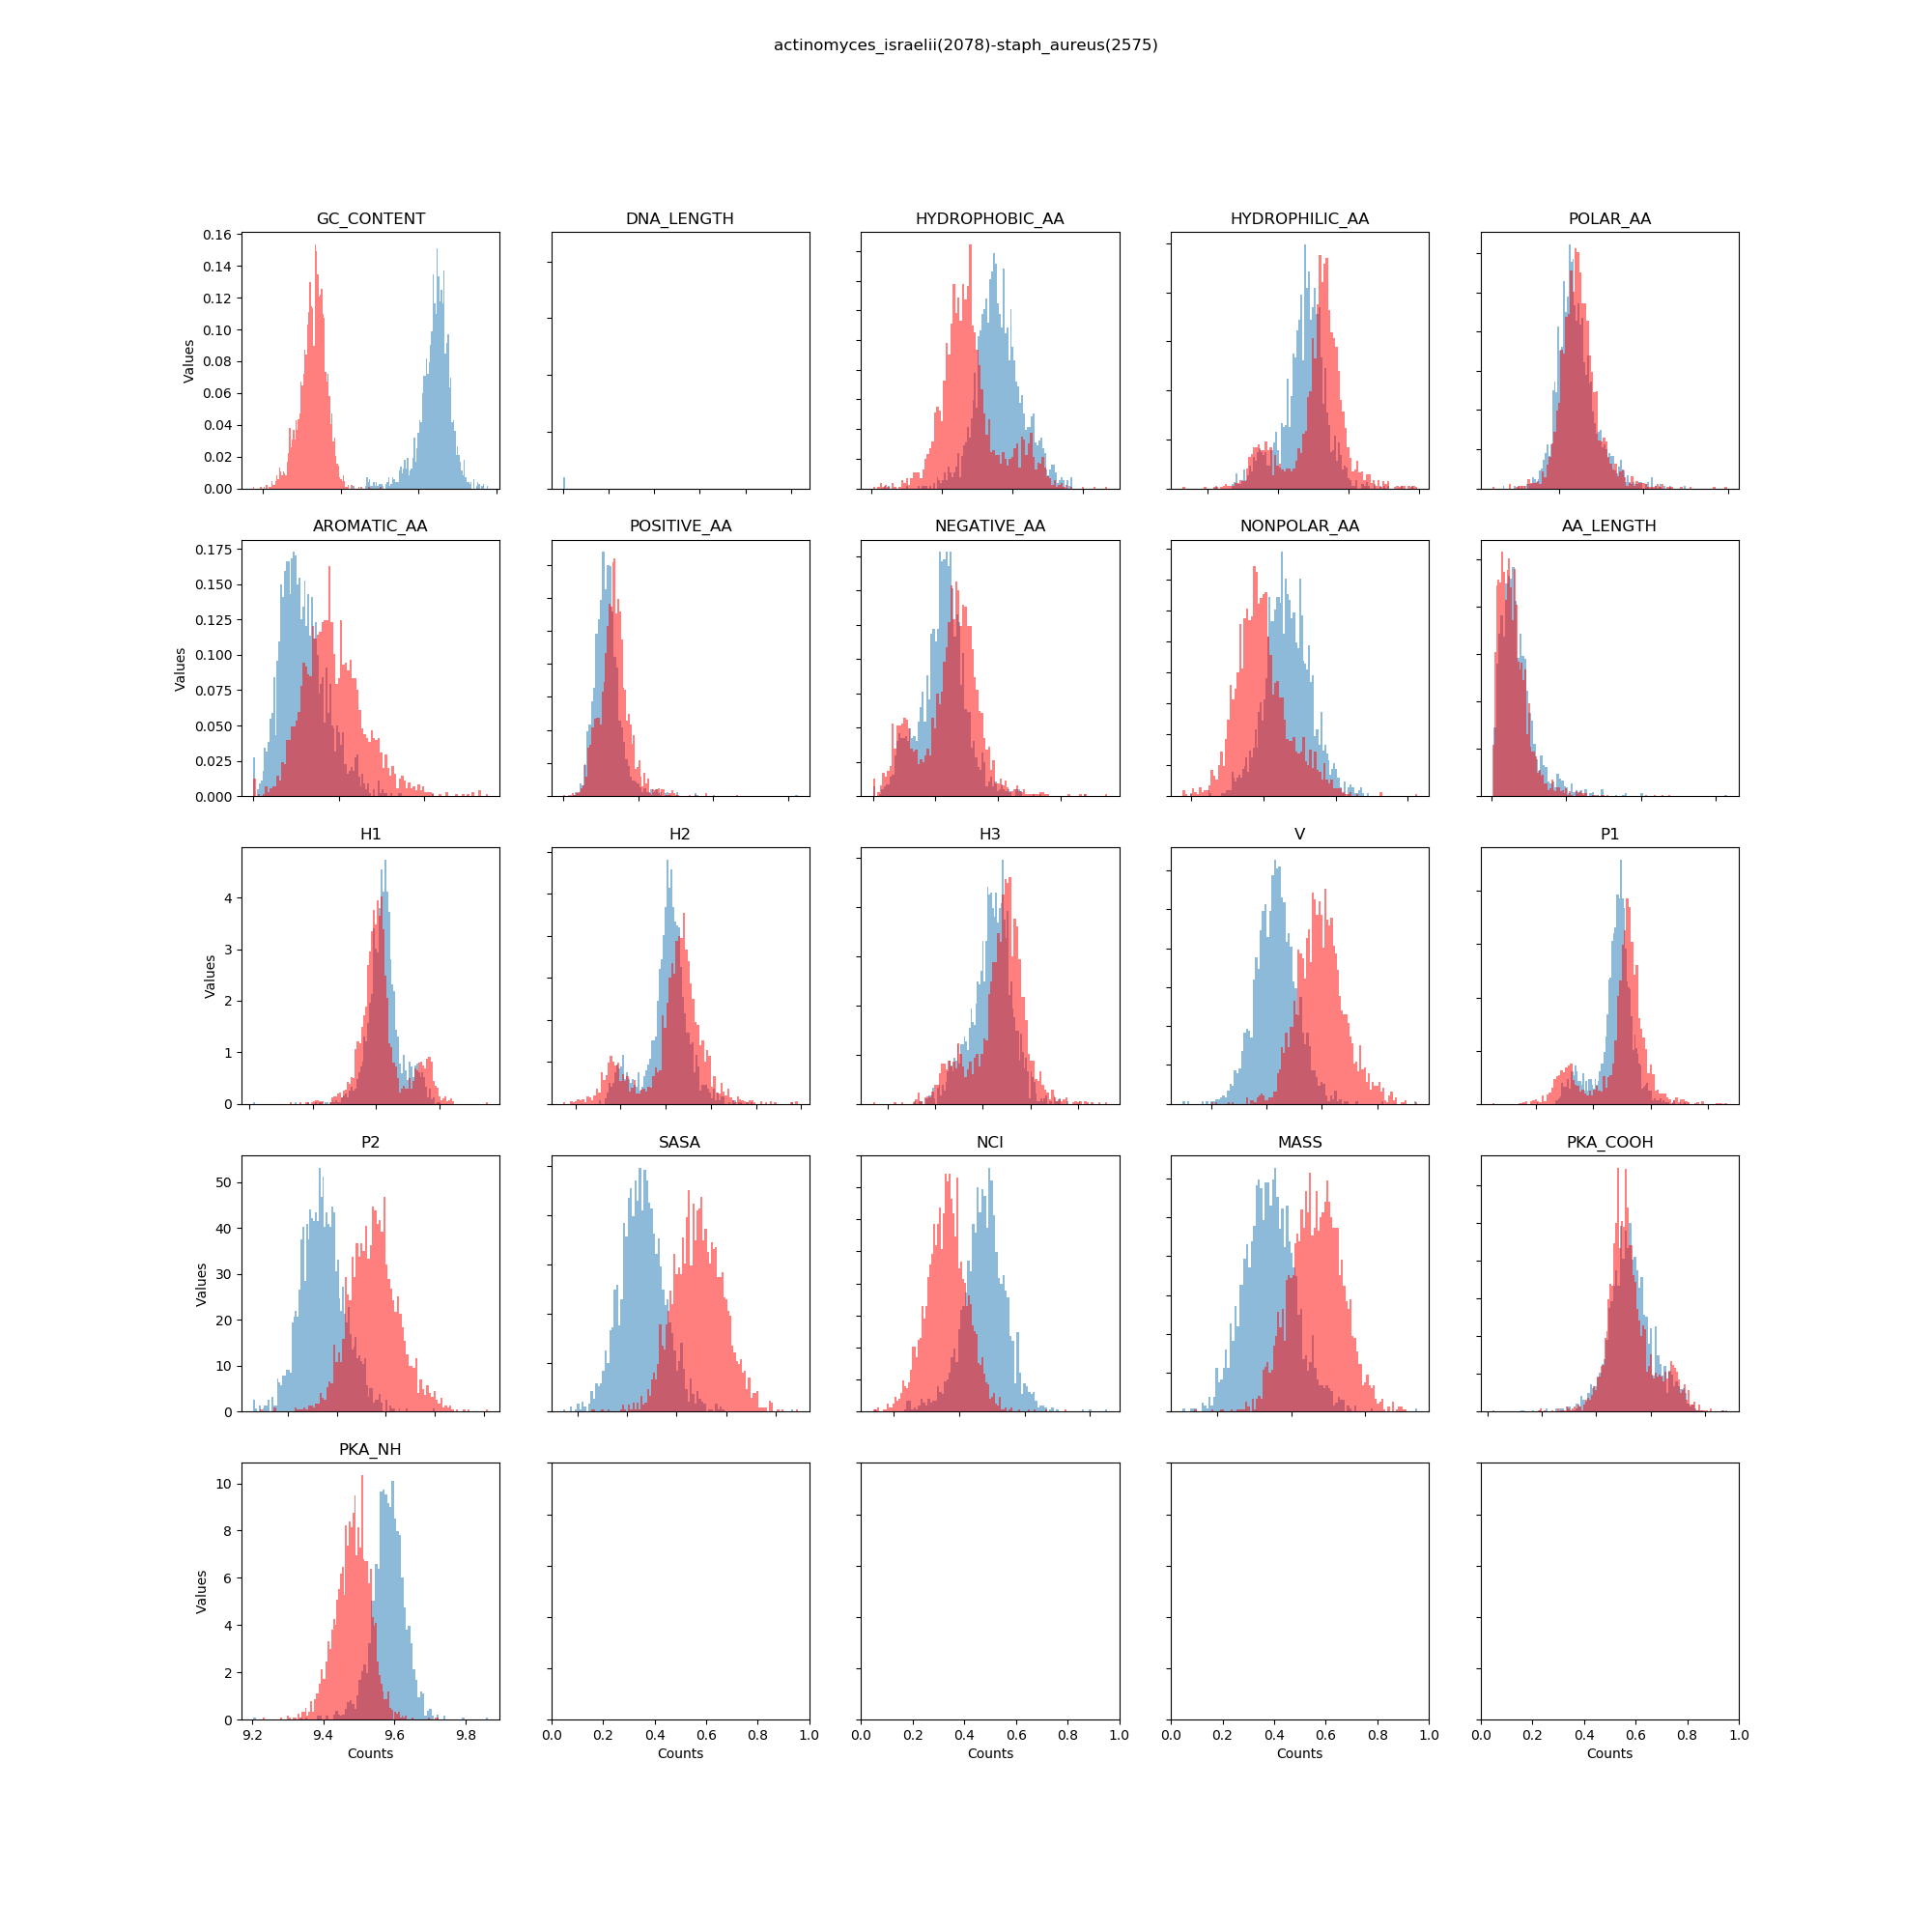 actinomyces_israelii(2078)-staph_aureus(2575)
GC_CONTENT DNA_LENGTH HYDROPHOBIC_AA HYDROPHILIC_AA POLAR_AA
0.16
0.14
0.12
0.10
0.08
0.06
0.04
0.02
0.00
Values
AROMATIC_AA POSITIVE_AA NEGATIVE_AA NONPOLAR_AA AA_LENGTH
0.175
0.150
0.125
0.100
0.075
0.050
0.025
0.000
Values
H1 H2 H3 V P1
4
3
2
1
0
Values
P2 SASA NCI MASS PKA_COOH
50
40
30
20
10
0
Values
PKA_NH
10
8
6
4
2
0
Values
9.2 9.4 9.6 9.8 0.0 0.2 0.4 0.6 0.8 1.0 0.0 0.2 0.4 0.6 0.8 1.0 0.0 0.2 0.4 0.6 0.8 1.0 0.0 0.2 0.4 0.6 0.8 1.0
Counts Counts Counts Counts Counts